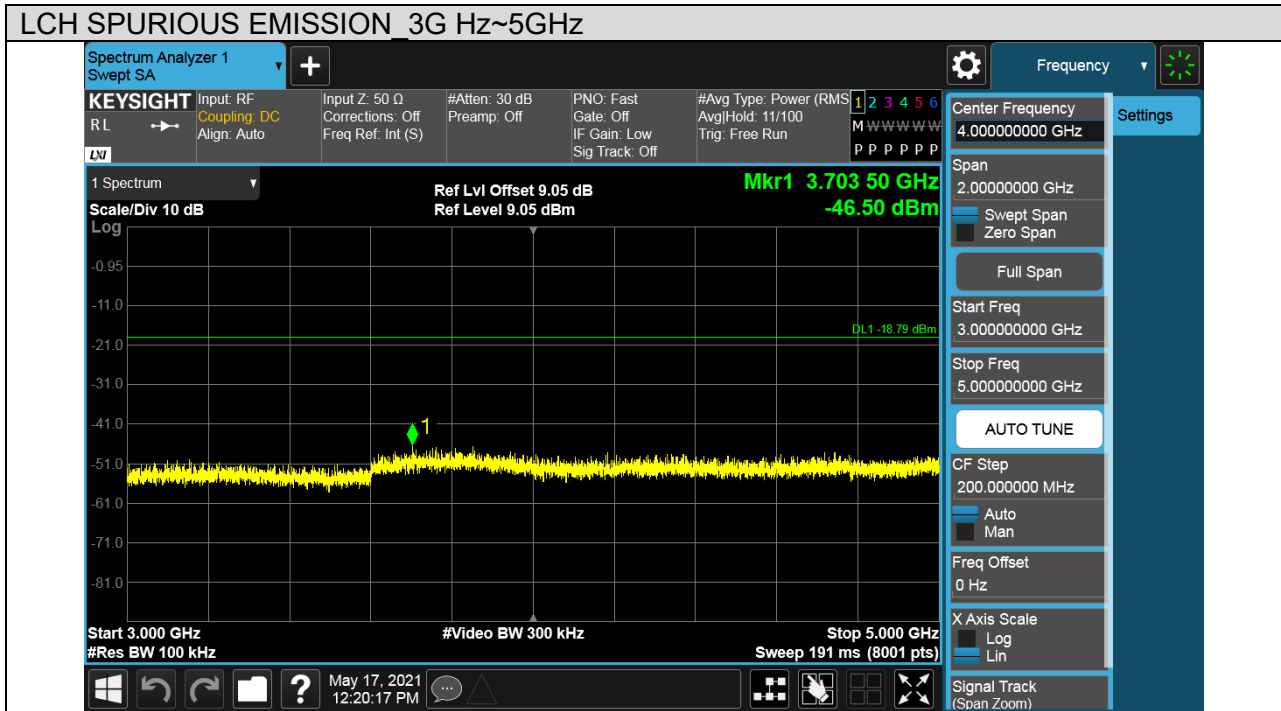 LCH SPURIOUS EMISSION_3G Hz~5GHz
Spectrum Analyzer 1
Swept SA
Frequency
KEYSIGHT
RL
LXI
Input: RF
Coupling: DC
Align: Auto
Input Z: 50 Ω
Corrections: Off
Freq Ref: Int (S)
#Atten: 30 dB
Preamp: Off
PNO: Fast
Gate: Off
IF Gain: Low
Sig Track: Off
#Avg Type: Power (RMS
Avg|Hold: 11/100
Trig: Free Run
1 2 3 4 5 6
M W W W W W
P P P P P P
1 Spectrum
Scale/Div 10 dB
Log
Ref Lvl Offset 9.05 dB
Ref Level 9.05 dBm
Mkr1 3.703 50 GHz
-46.50 dBm
-0.95
-11.0
DL1 -18.79 dBm
-21.0
-31.0
-41.0
1
-51.0
-61.0
-71.0
-81.0
Start 3.000 GHz
#Video BW 300 kHz
Stop 5.000 GHz
#Res BW 100 kHz
Sweep 191 ms (8001 pts)
May 17, 2021
12:20:17 PM
Center Frequency
4.000000000 GHz
Settings
Span
2.00000000 GHz
Swept Span
Zero Span
Full Span
Start Freq
3.000000000 GHz
Stop Freq
5.000000000 GHz
AUTO TUNE
CF Step
200.000000 MHz
Auto
Man
Freq Offset
0 Hz
X Axis Scale
Log
Lin
Signal Track
(Span Zoom)